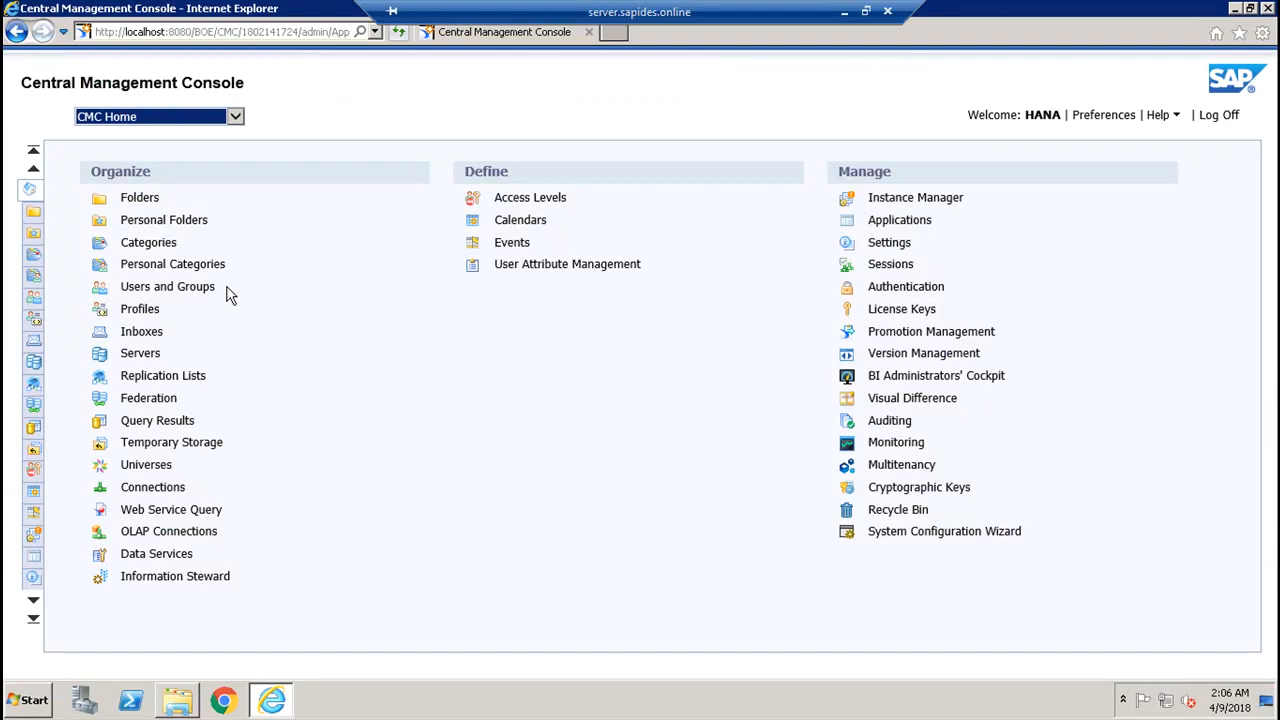 Central Management Console - Internet Explorer
server.sapides.online
http://localhost:8080/BOE/CMC/1802141724/admin/App
Central Management Console
Central Management Console
SAP
CMC Home
Welcome: HANA | Preferences | Help | Log Off
Organize
Folders
Personal Folders
Categories
Personal Categories
Users and Groups
Profiles
Inboxes
Servers
Replication Lists
Federation
Query Results
Temporary Storage
Universes
Connections
Web Service Query
OLAP Connections
Data Services
Information Steward
Define
Access Levels
Calendars
Events
User Attribute Management
Manage
Instance Manager
Applications
Settings
Sessions
Authentication
License Keys
Promotion Management
Version Management
BI Administrators' Cockpit
Visual Difference
Auditing
Monitoring
Multitenancy
Cryptographic Keys
Recycle Bin
System Configuration Wizard
Start
2:06 AM
4/9/2018